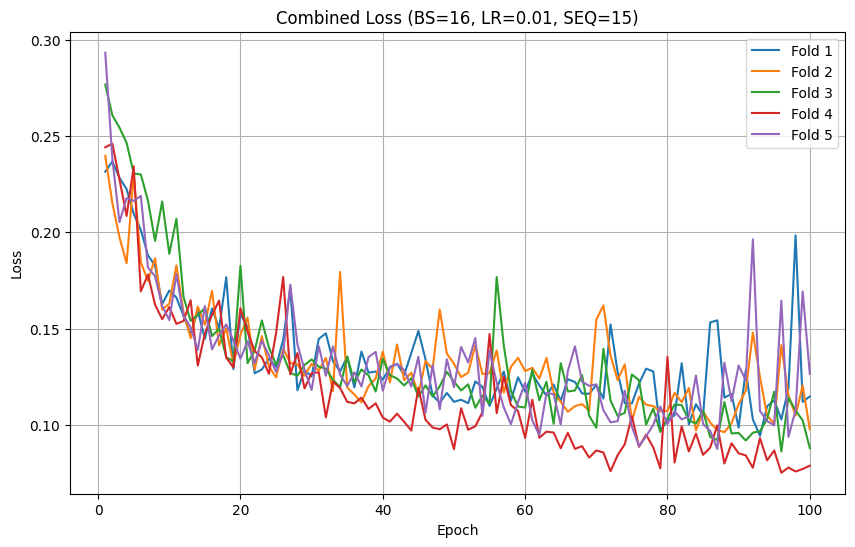 Combined Loss (BS=16, LR=0.01, SEQ=15)
0.30
0.25
0.20
0.15
0.10
Loss
0
20
40
60
80
100
Epoch
Fold 1
Fold 2
Fold 3
Fold 4
Fold 5